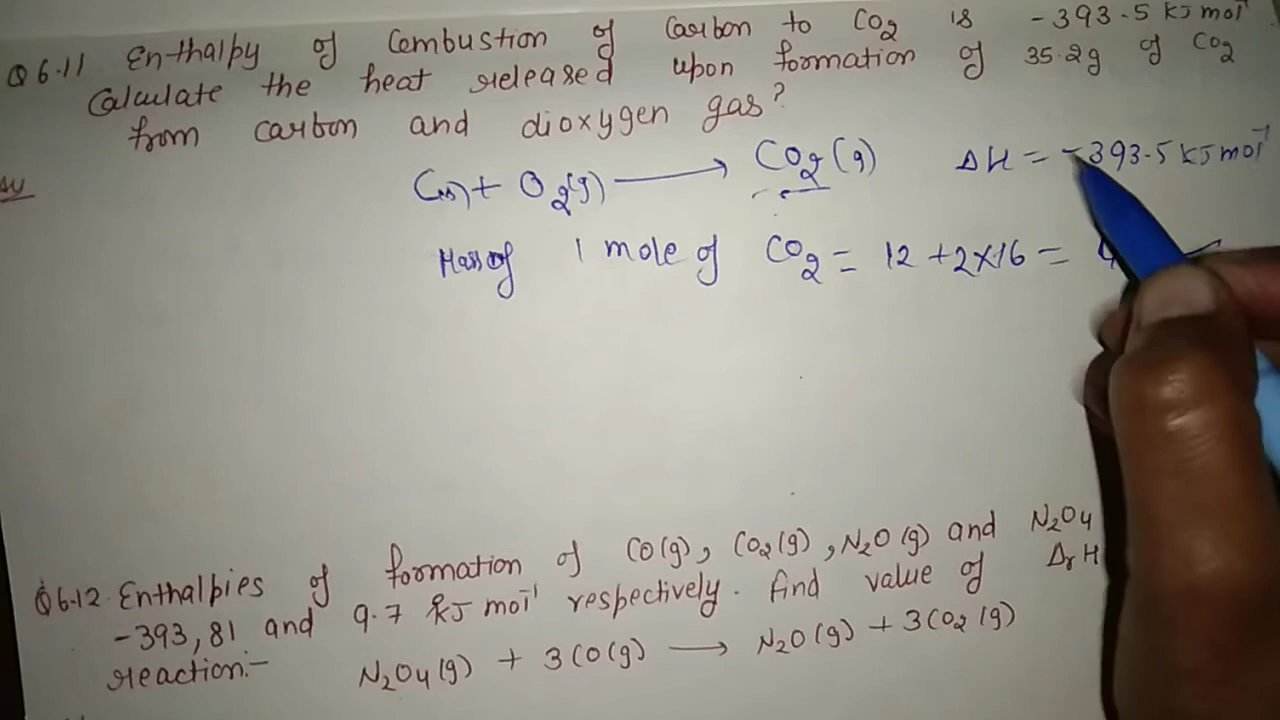 Q 6.11 Enthalpy of Combustion of Carbon to CO₂ is -393.5 kJ mol⁻
Calculate the heat released upon formation of 35.2g of CO₂
from carbon and dioxygen gas?
C(s) + O₂(g) ⟶ CO₂(g) ΔH = -393.5 kJ mol⁻¹
Mass of 1 mole of CO₂ = 12 + 2×16 = 4
Q6.12. Enthalpies of formation of CO(g), CO₂(g), N₂O(g) and N₂O₄
-393, 81 and 9.7 kJ mol⁻¹ respectively. find value of ΔrH
reaction:-
N₂O₄(g) + 3CO(g) ⟶ N₂O(g) + 3CO₂(g)